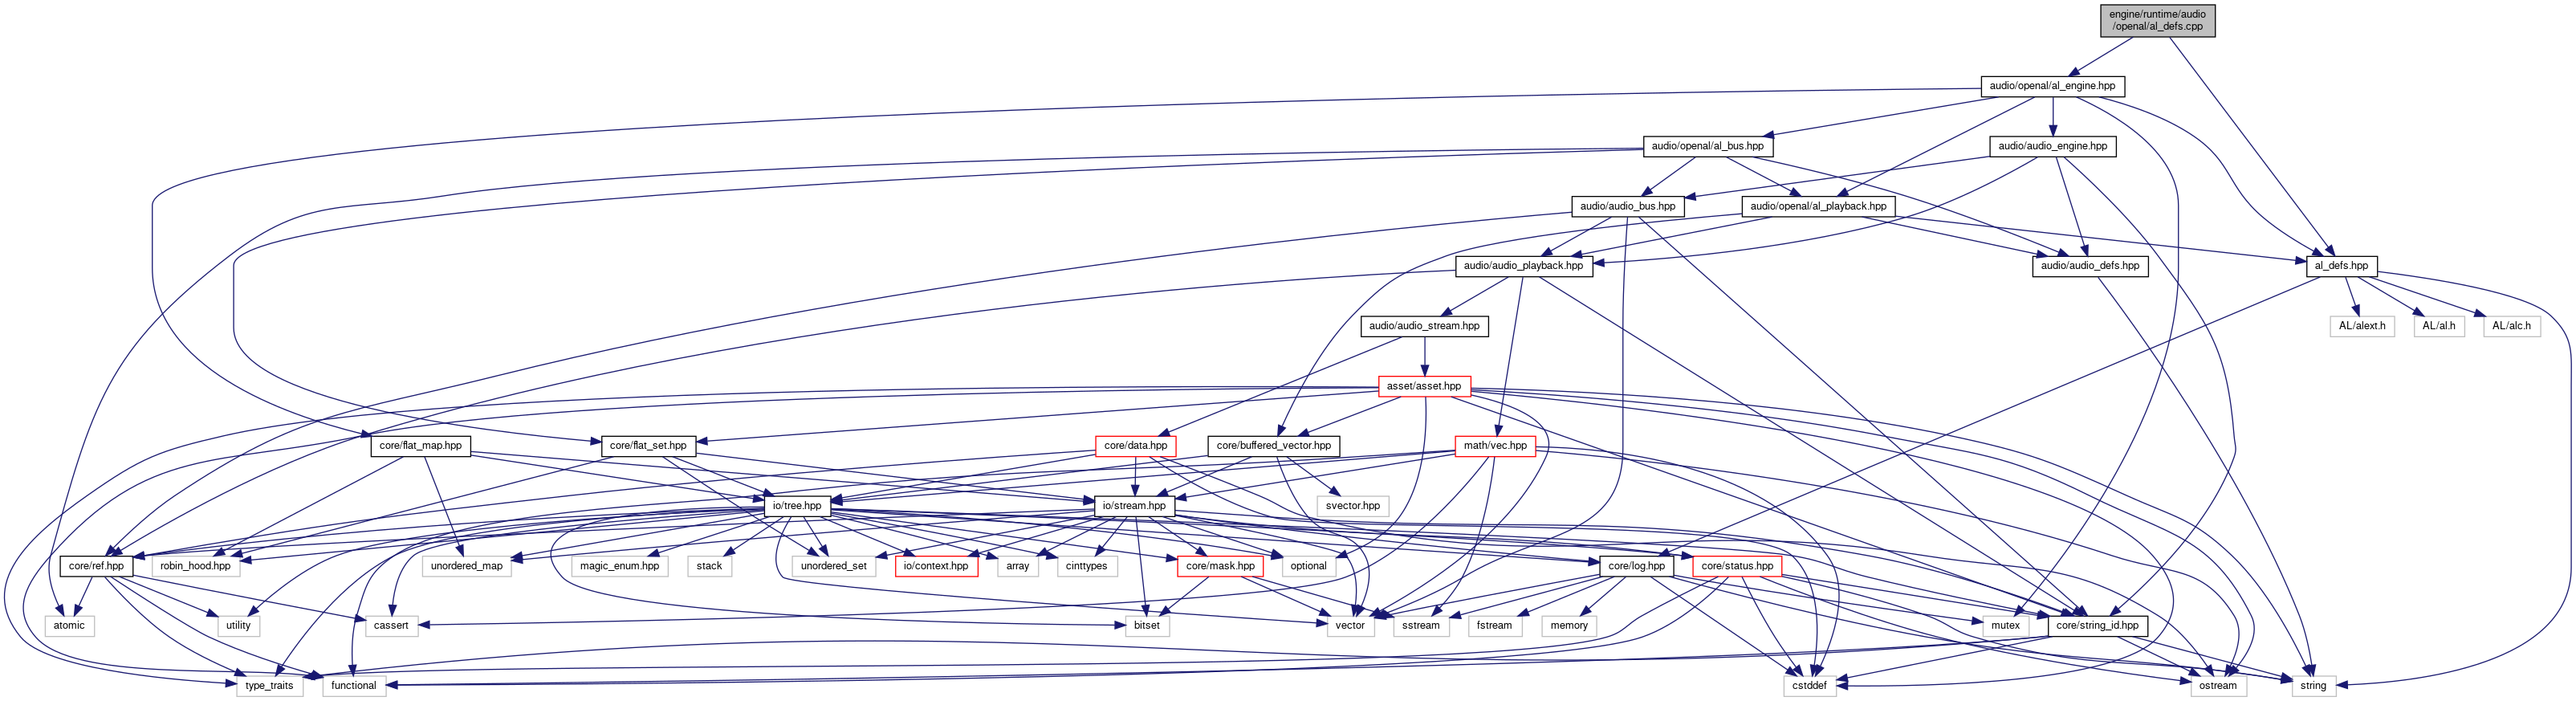 engine/runtime/audio
/openal/al_defs.cpp
audio/openal/al_engine.hpp
audio/openal/al_bus.hpp
audio/audio_engine.hpp
audio/audio_bus.hpp
audio/openal/al_playback.hpp
audio/audio_playback.hpp
audio/audio_defs.hpp
al_defs.hpp
audio/audio_stream.hpp
AL/alext.h
AL/al.h
AL/alc.h
asset/asset.hpp
core/flat_map.hpp
core/flat_set.hpp
core/data.hpp
core/buffered_vector.hpp
math/vec.hpp
io/tree.hpp
io/stream.hpp
svector.hpp
core/ref.hpp
robin_hood.hpp
unordered_map
magic_enum.hpp
stack
unordered_set
io/context.hpp
array
cinttypes
core/mask.hpp
optional
core/log.hpp
core/status.hpp
atomic
utility
cassert
bitset
vector
sstream
fstream
memory
mutex
core/string_id.hpp
type_traits
functional
cstddef
ostream
string